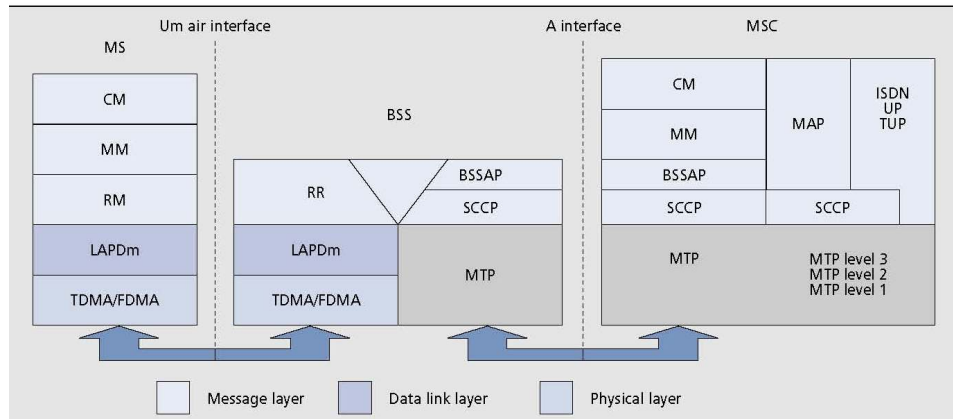 Um air interface
A interface
MS
MSC
BSS
CM
MM
RM
LAPDm
TDMA/FDMA
RR
BSSAP
SCCP
LAPDm
TDMA/FDMA
MTP
CM
MM
BSSAP
SCCP
MAP
ISDN
UP
TUP
SCCP
MTP
MTP level 3
MTP level 2
MTP level 1
Message layer
Data link layer
Physical layer